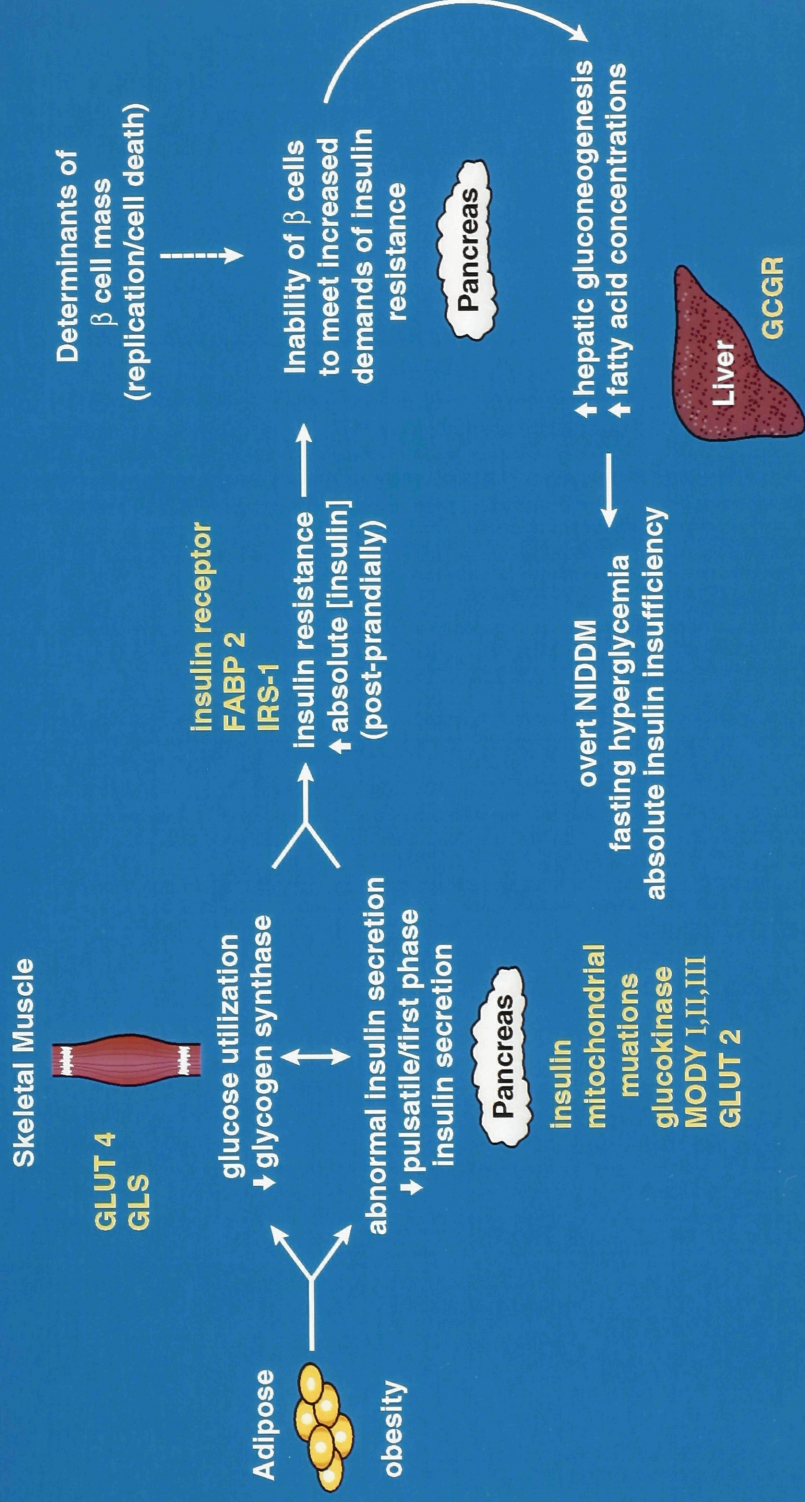 Adipose
obesity
Skeletal Muscle
GLUT 4
GLS
glucose utilization
glycogen synthase
abnormal insulin secretion
pulsatile/first phase
insulin secretion
Pancreas
insulin
mitochondrial
muations
glucokinase
MODY I,II,III
GLUT 2
insulin receptor
FABP 2
IRS-1
insulin resistance
absolute [insulin]
(post-prandially)
Determinants of
β cell mass
(replication/cell death)
Inability of β cells
to meet increased
demands of insulin
resistance
Pancreas
hepatic gluconeogenesis
fatty acid concentrations
Liver
GCGR
overt NIDDM
fasting hyperglycemia
absolute insulin insufficiency